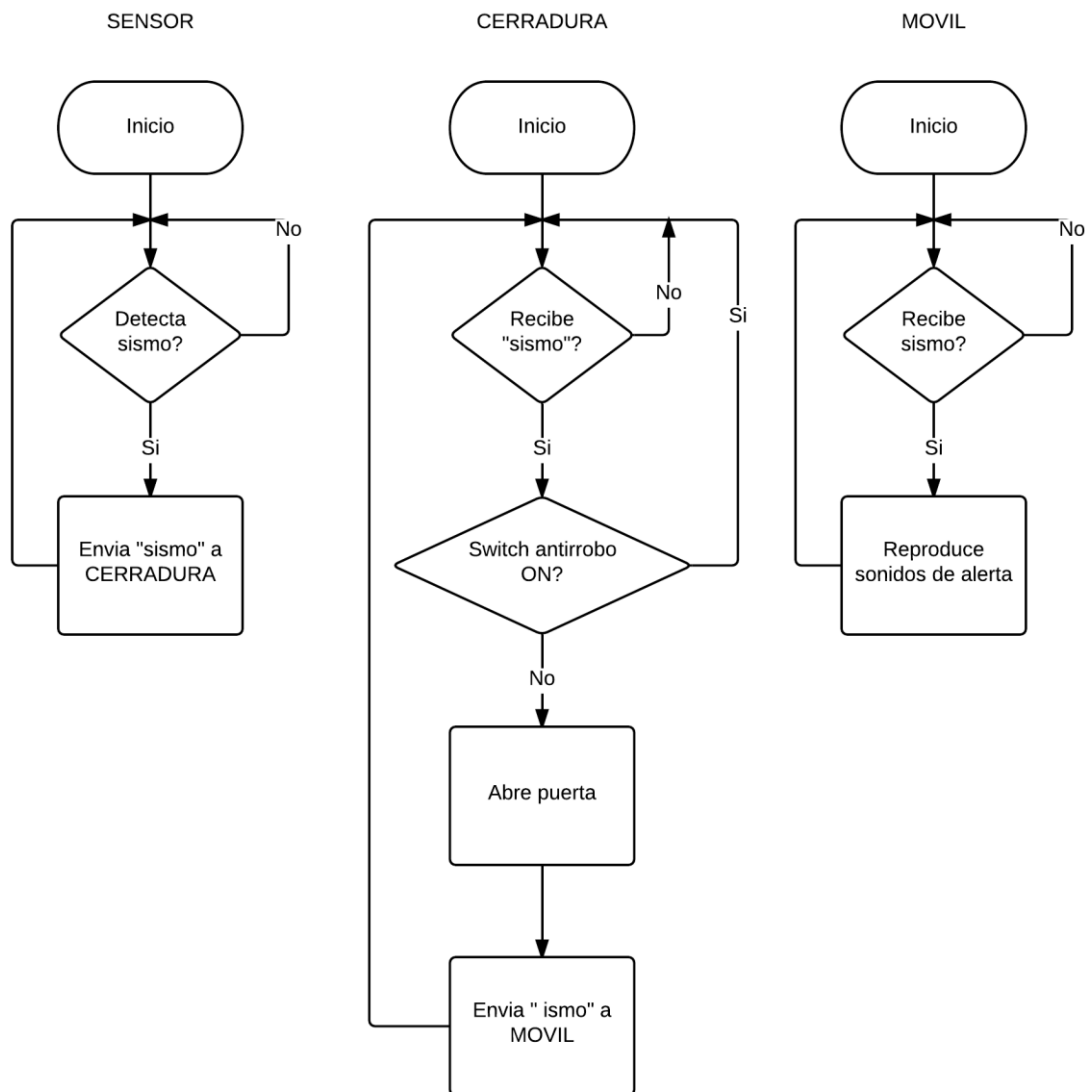 SENSOR
Inicio
No
Detecta
sismo?
Si
Envia "sismo" a
CERRADURA
CERRADURA
Inicio
Recibe
"sismo"?
No
Si
Si
Switch antirrobo
ON?
No
Abre puerta
Envia " ismo" a
MOVIL
MOVIL
Inicio
No
Recibe
sismo?
Si
Reproduce
sonidos de alerta